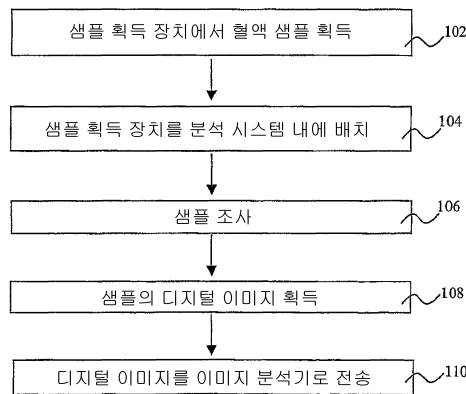 샘플 획득 장치에서 혈액 샘플 획득
102
샘플 획득 장치를 분석 시스템 내에 배치
104
샘플 조사
106
샘플의 디지털 이미지 획득
108
디지털 이미지를 이미지 분석기로 전송
110